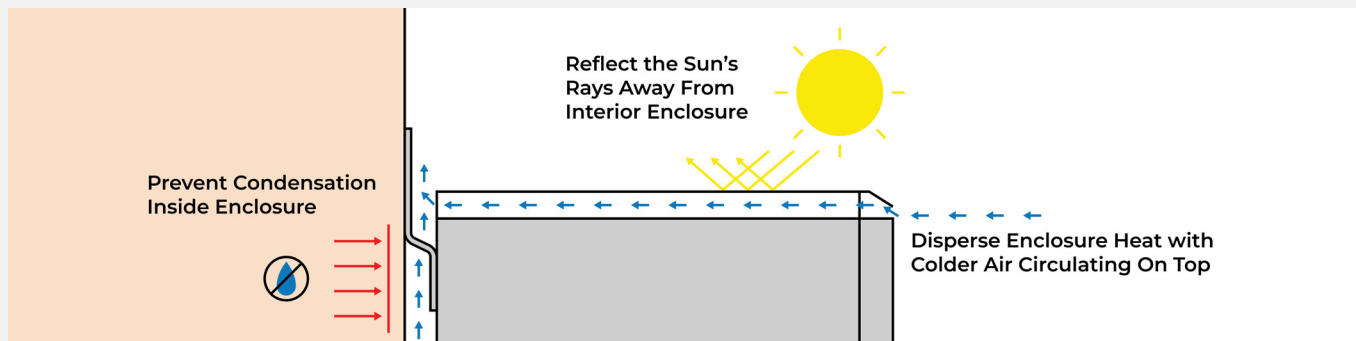 Reflect the Sun's
Rays Away From
Interior Enclosure
Prevent Condensation
Inside Enclosure
Disperse Enclosure Heat with
Colder Air Circulating On Top